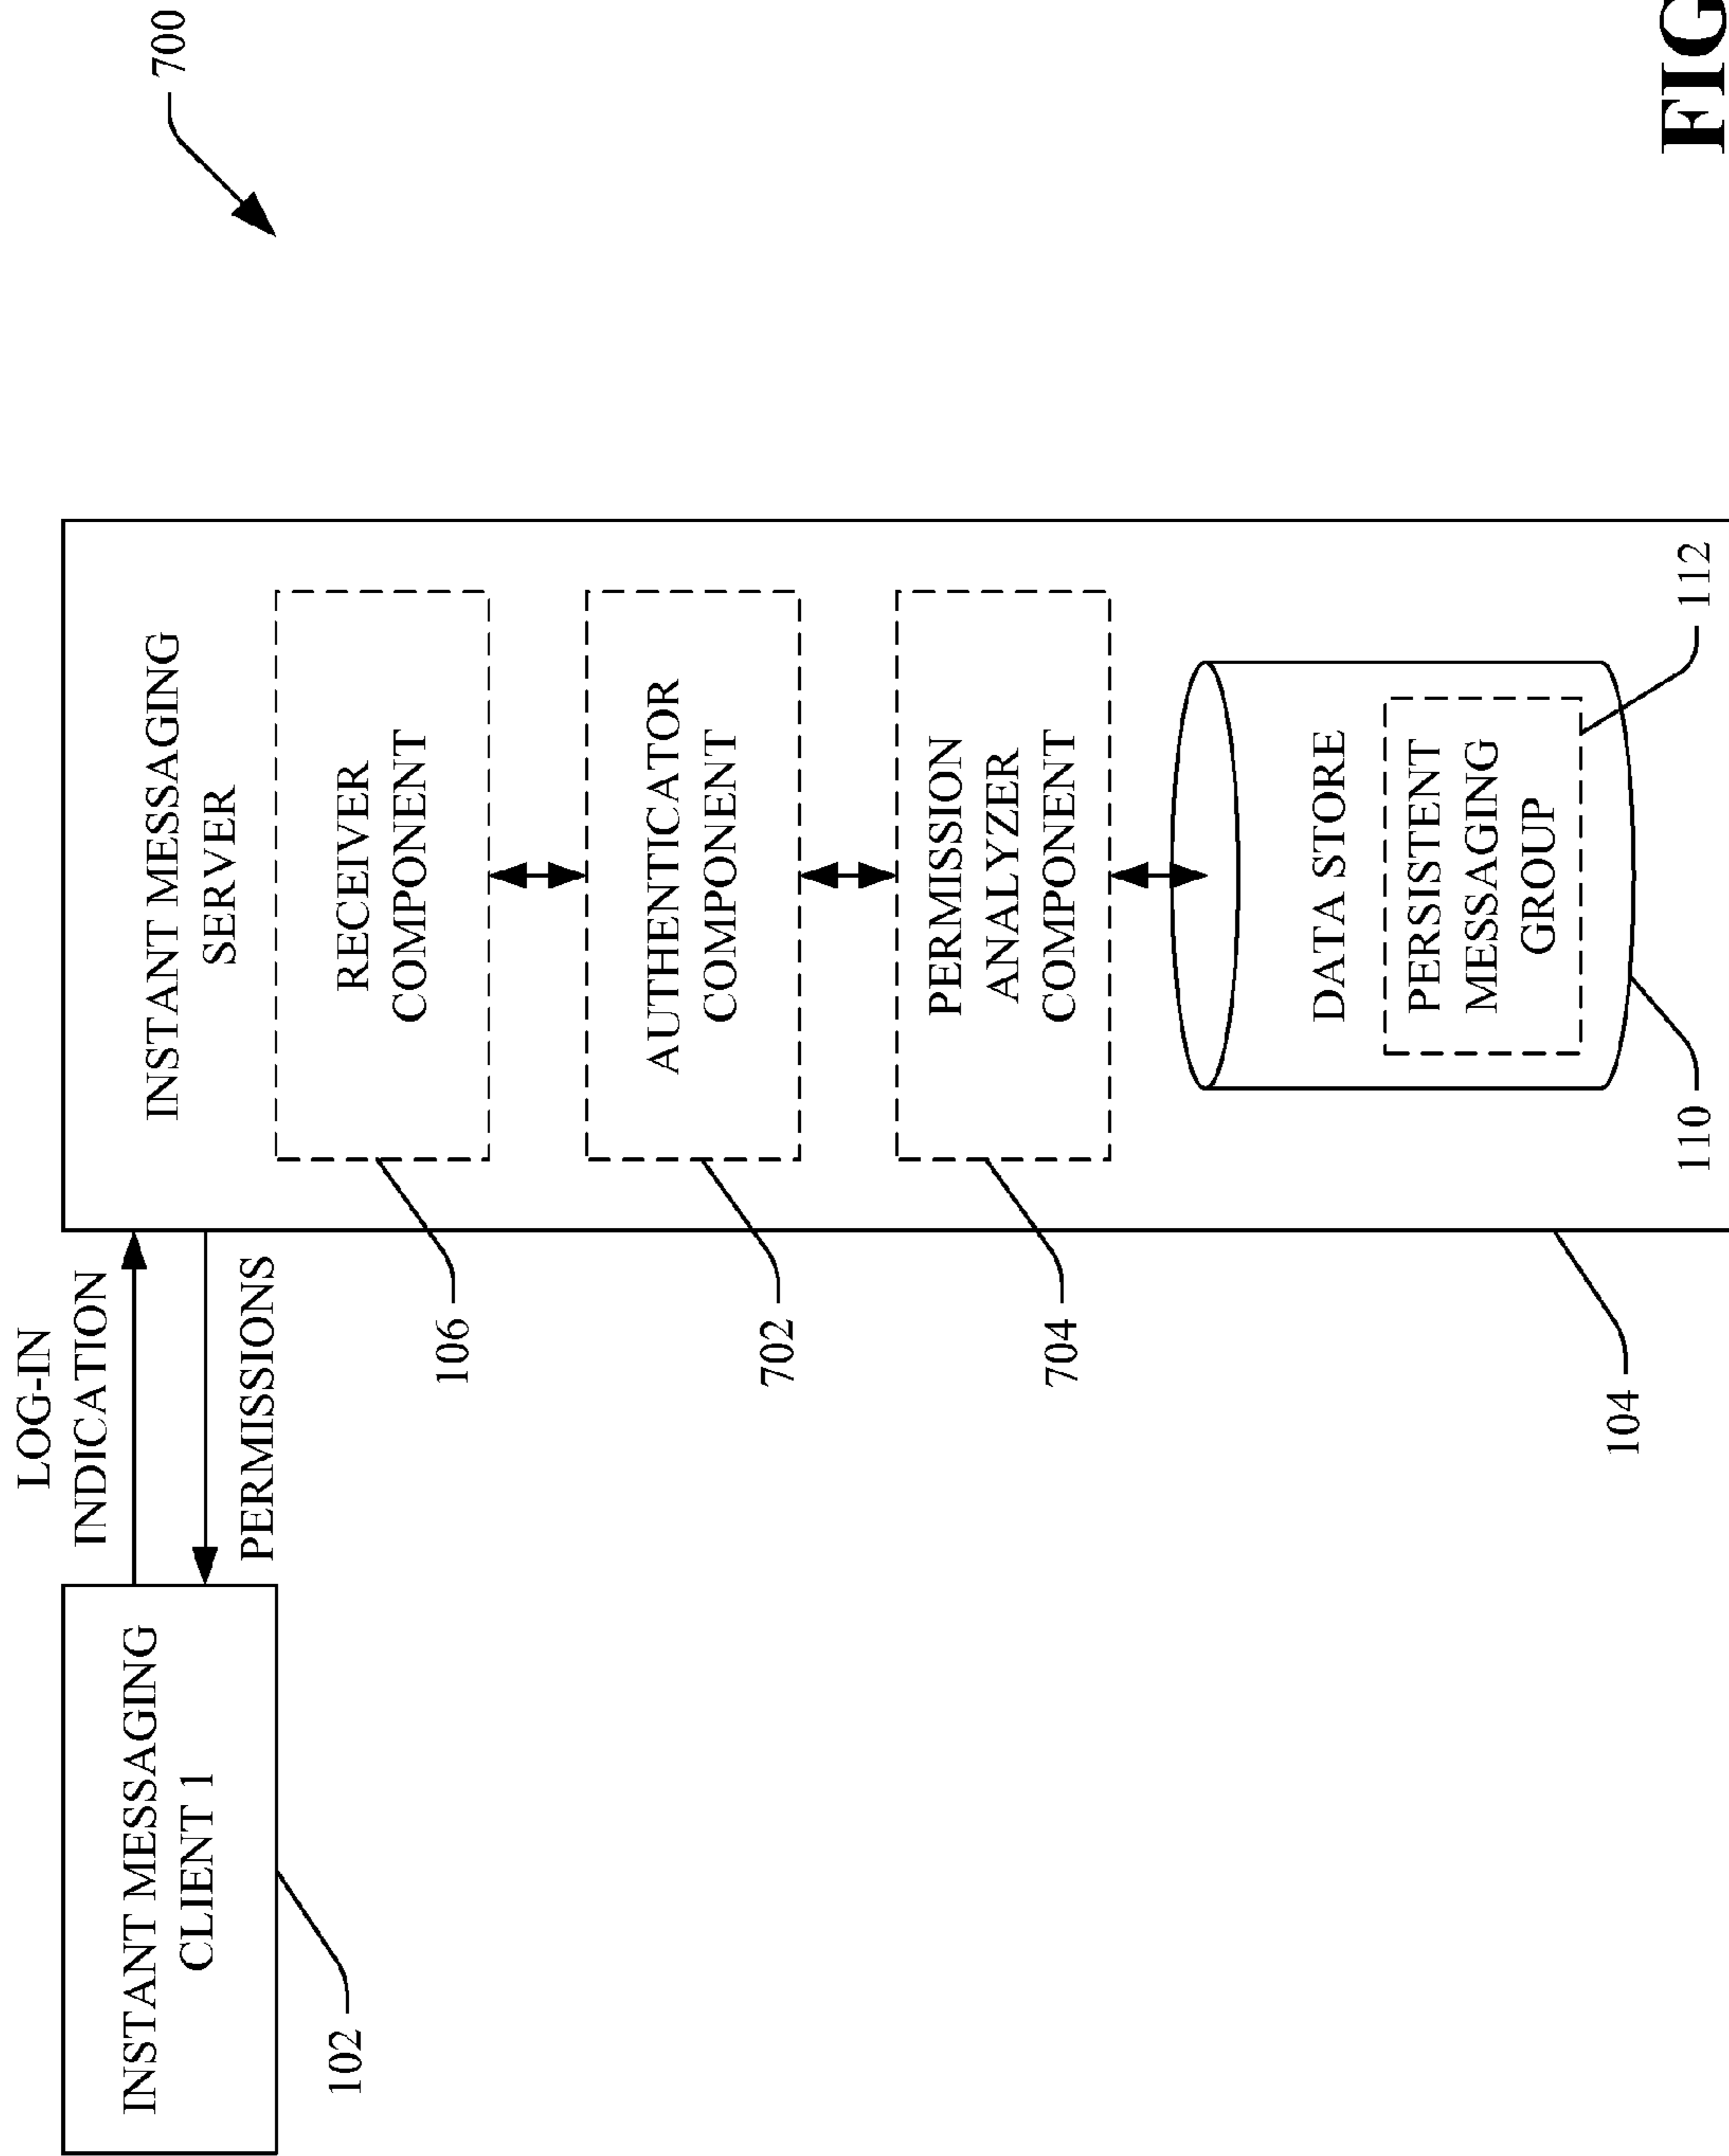 700
LOG-IN
INDICATION
PERMISSIONS
INSTANT MESSAGING
CLIENT 1
102
INSTANT MESSAGING
SERVER
RECEIVER
COMPONENT
106
AUTHENTICATOR
COMPONENT
702
PERMISSION
ANALYZER
COMPONENT
704
DATA STORE
PERSISTENT
MESSAGING
GROUP
112
110
104
FIG